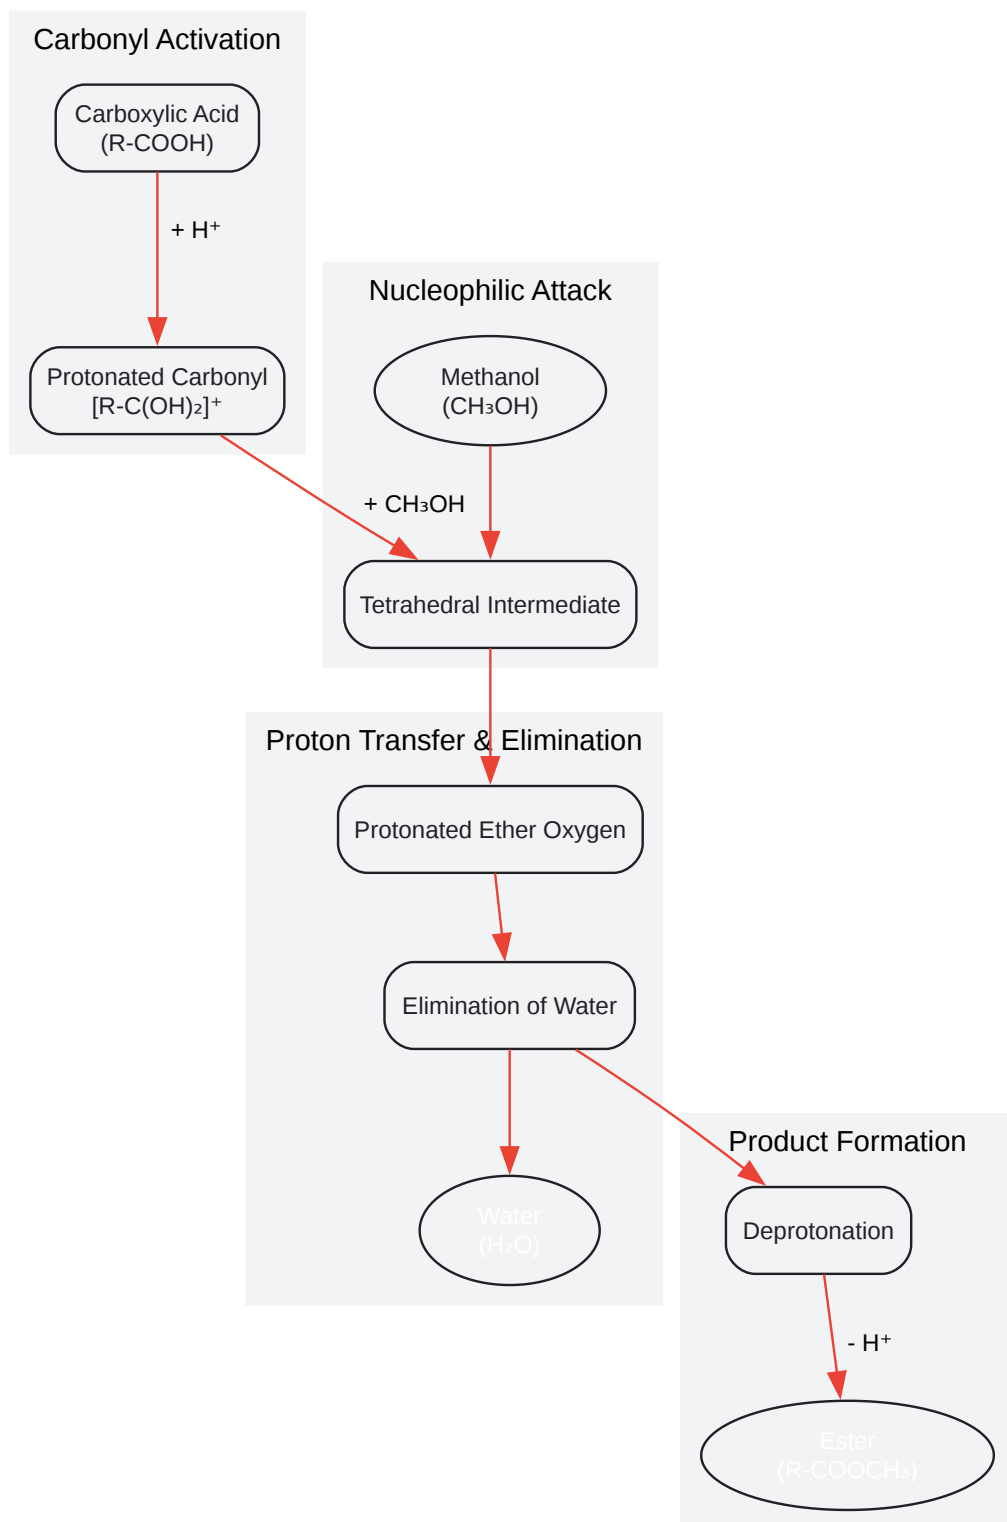 Carbonyl Activation
Carboxylic Acid
(R-COOH)
+ H⁺
Protonated Carbonyl
[R-C(OH)₂]⁺
Nucleophilic Attack
Methanol
(CH₃OH)
+ CH₃OH
Tetrahedral Intermediate
Proton Transfer & Elimination
Protonated Ether Oxygen
Elimination of Water
Water
(H₂O)
Product Formation
Deprotonation
- H⁺
Ester
(R-COOCH₃)